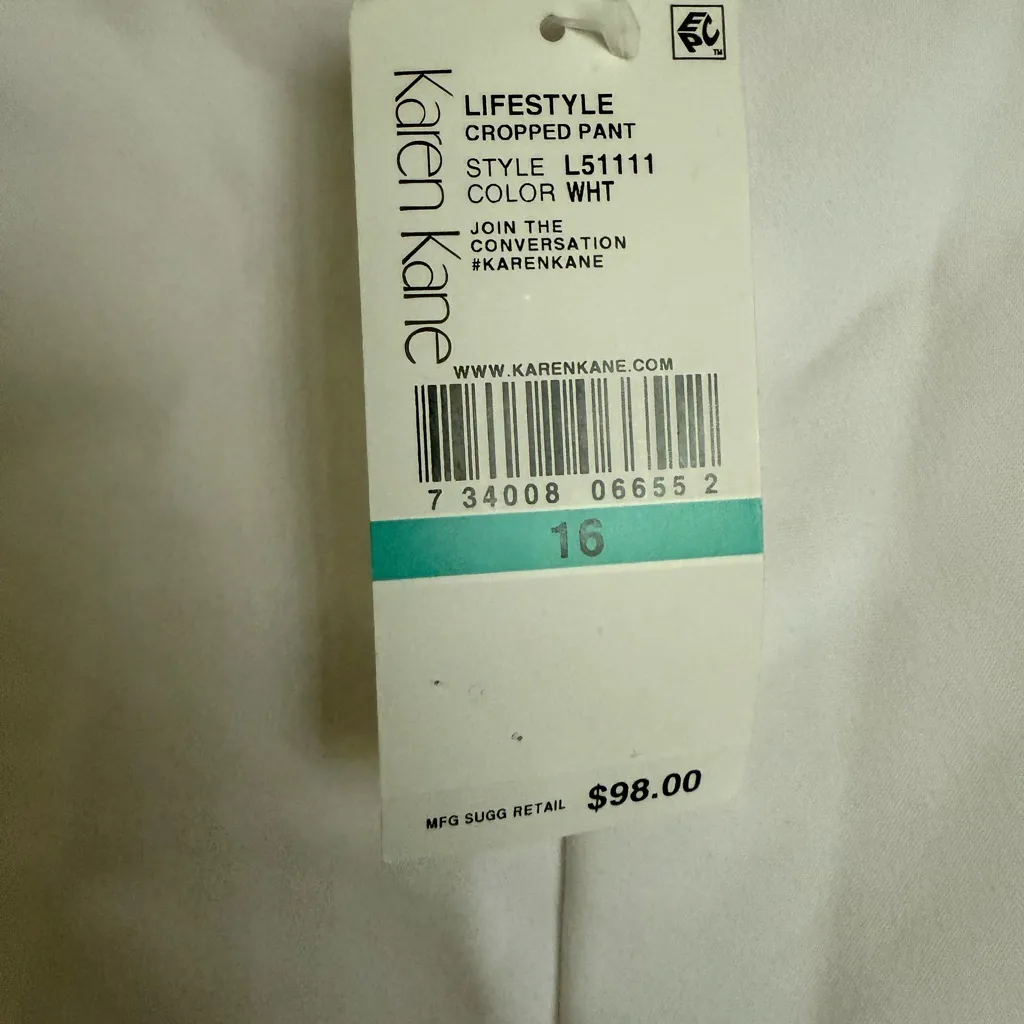 EPC
TM
Karen Kane
LIFESTYLE
CROPPED PANT
STYLE L51111
COLOR WHT
JOIN THE
CONVERSATION
#KARENKANE
WWW.KARENKANE.COM
7 34008 06655 2
16
MFG SUGG RETAIL $98.00